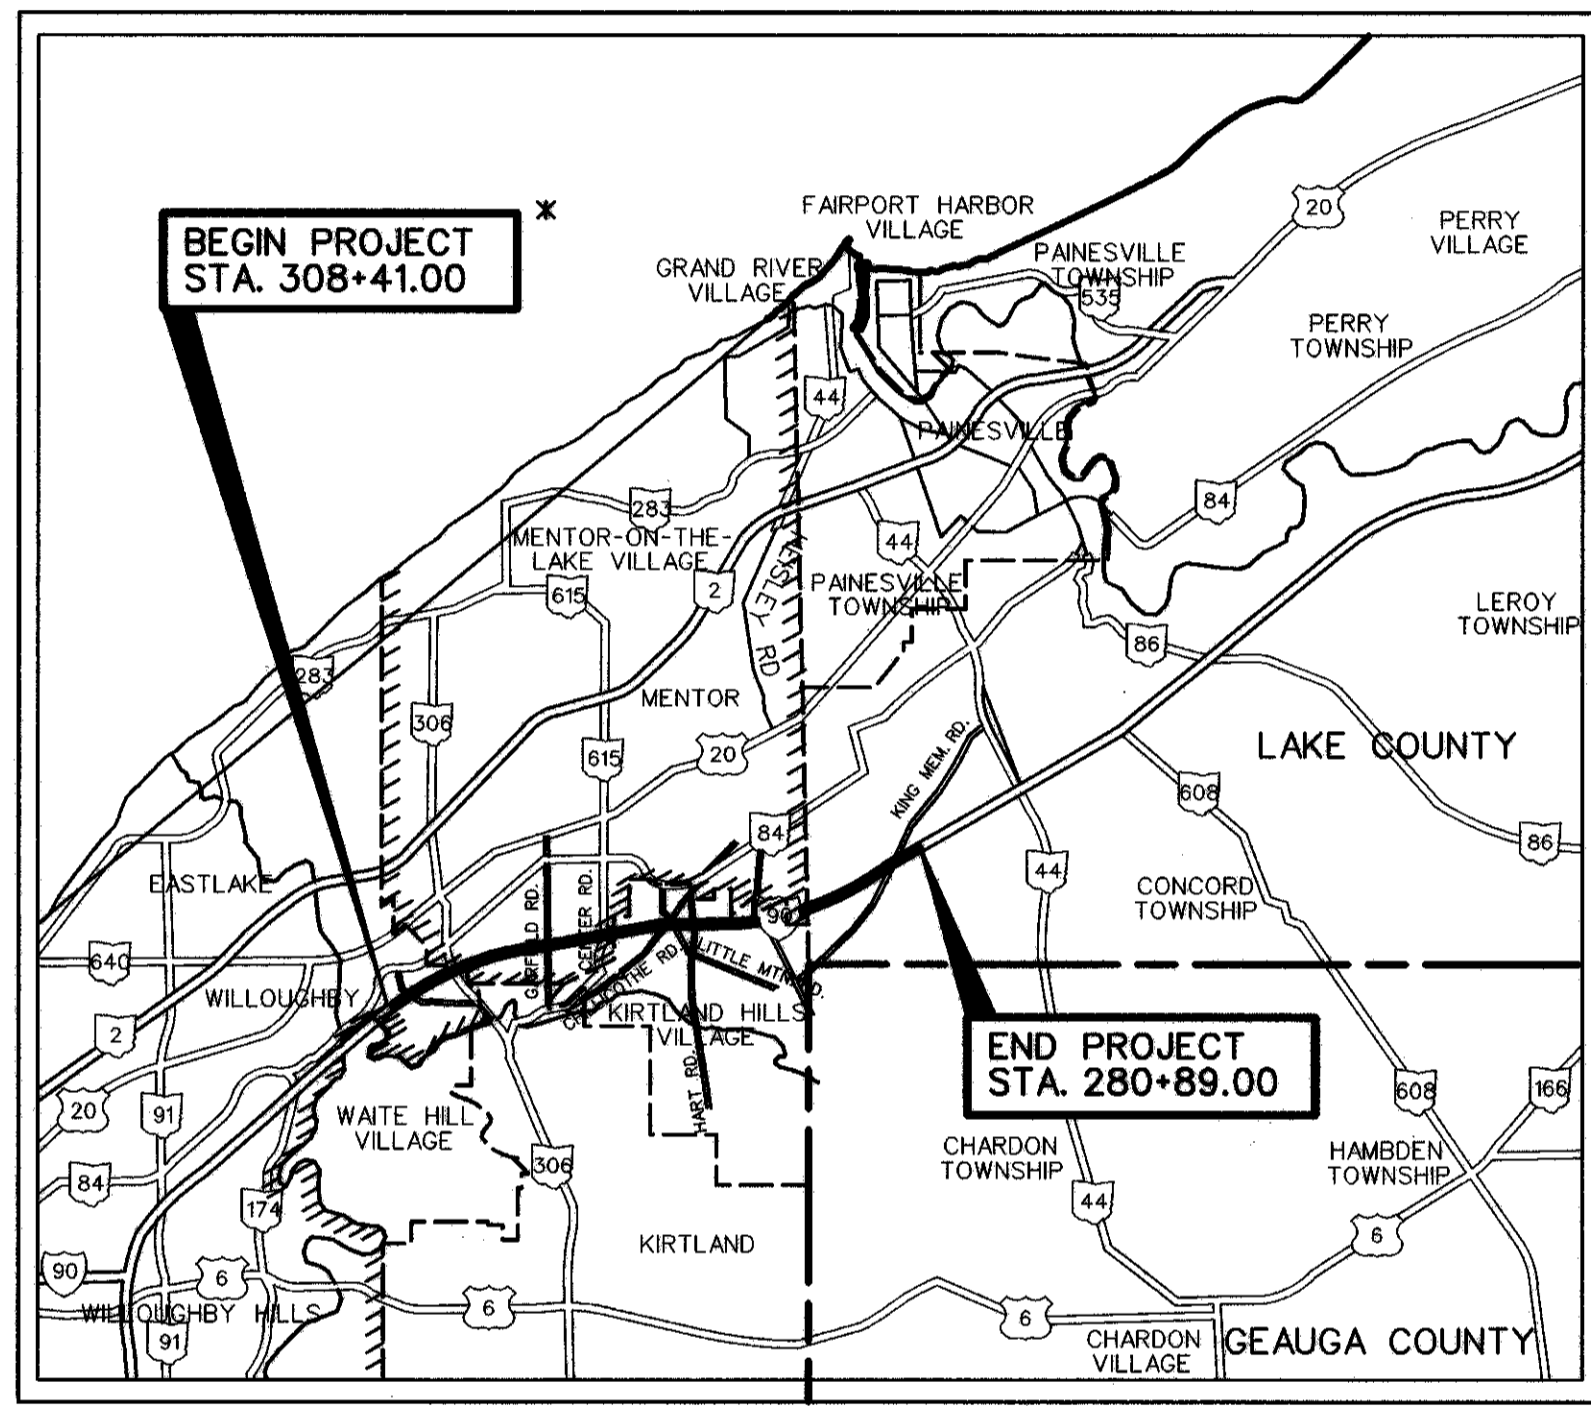 BEGIN PROJECT
STA. 308+41.00
*
FAIRPORT HARBOR
VILLAGE
GRAND RIVER
VILLAGE
PAINESVILLE
TOWNSHIP
535
20
PERRY
VILLAGE
PERRY
TOWNSHIP
44
PAINESVILLE
283
MENTOR-ON-THE-
LAKE VILLAGE
84
44
615
2
HEISLEY RD
PAINESVILLE
TOWNSHIP
LEROY
TOWNSHIP
86
283
306
MENTOR
615
20
KING MEM. RD.
LAKE COUNTY
608
84
86
EASTLAKE
44
CONCORD
TOWNSHIP
GARFIELD RD.
CENTER RD.
90
640
WILLOUGHBY
CHILLICOTHE RD.
LITTLE MTN. RD.
KIRTLAND HILLS
VILLAGE
HART RD.
2
END PROJECT
STA. 280+89.00
20
91
WAITE HILL
VILLAGE
608
166
84
174
306
CHARDON
TOWNSHIP
HAMBDEN
TOWNSHIP
44
6
KIRTLAND
90
6
6
6
WILLOUGHBY HILLS
91
CHARDON
VILLAGE
GEAUGA COUNTY